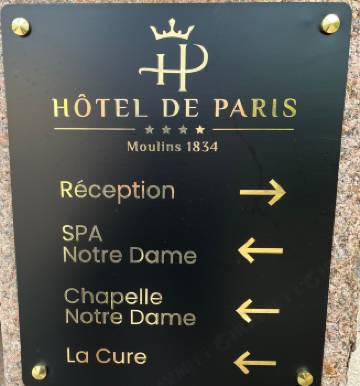 HP
HÔTEL DE PARIS
★★★★
Moulins 1834
Réception →
SPA
Notre Dame ←
Chapelle
Notre Dame ←
La Cure ←